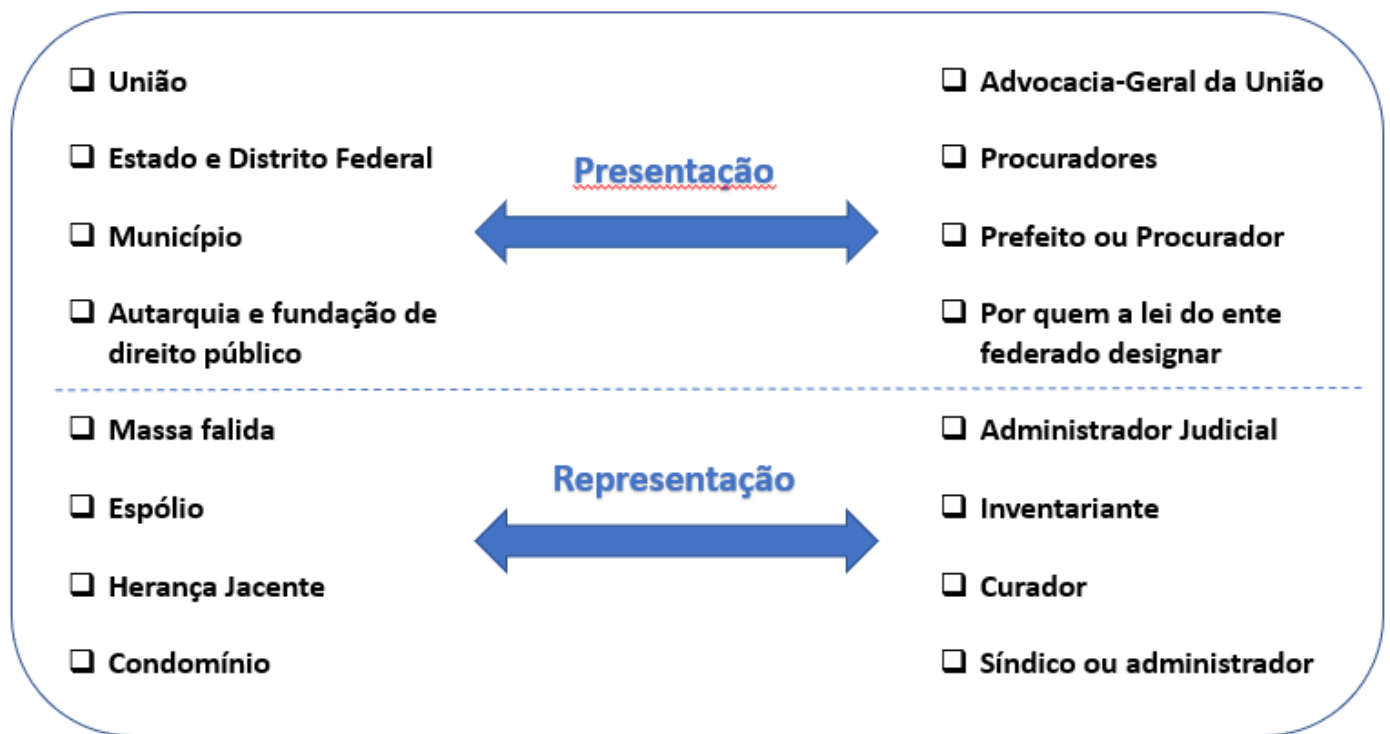 União
Estado e Distrito Federal
Município
Autarquia e fundação de
direito público
Presentação
Advocacia-Geral da União
Procuradores
Prefeito ou Procurador
Por quem a lei do ente
federado designar
Massa falida
Espólio
Herança Jacente
Condomínio
Representação
Administrador Judicial
Inventariante
Curador
Síndico ou administrador